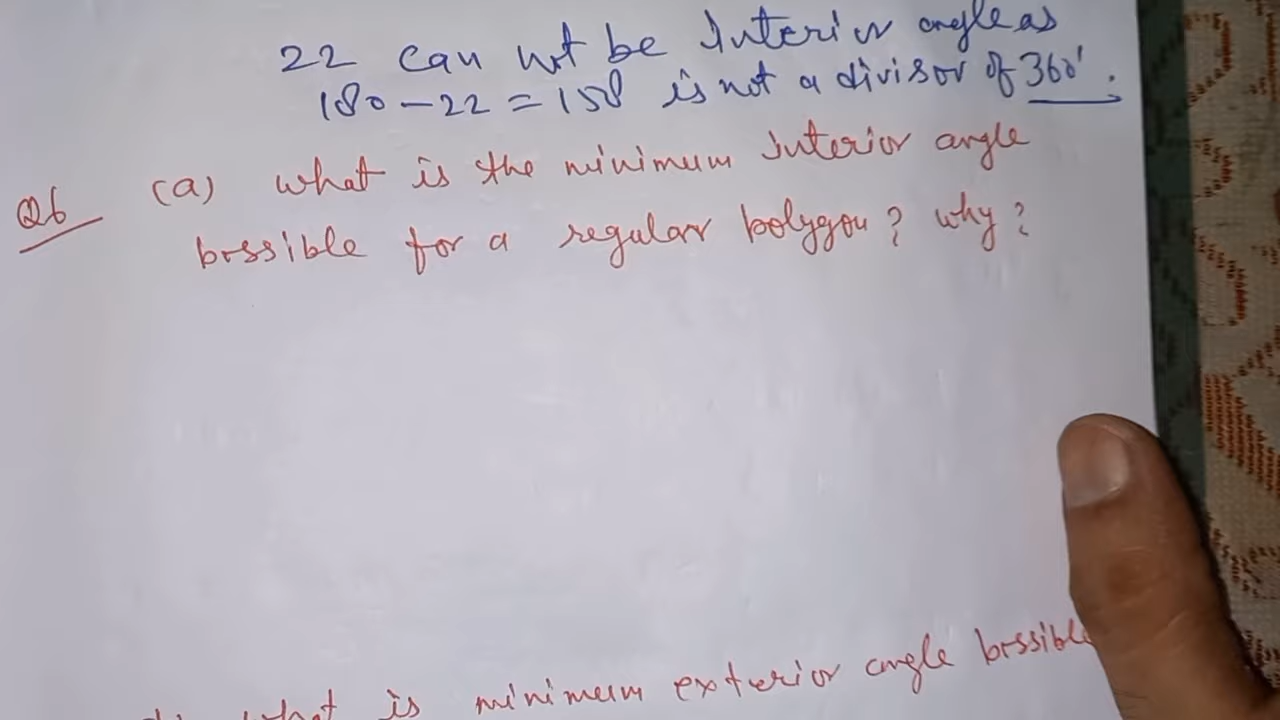 22 can not be Interior angle as
180 - 22 = 158 is not a divisor of 360°.
Q6 (a) what is the minimum Interior angle
possible for a regular polygon? why?
what is minimum exterior angle possible